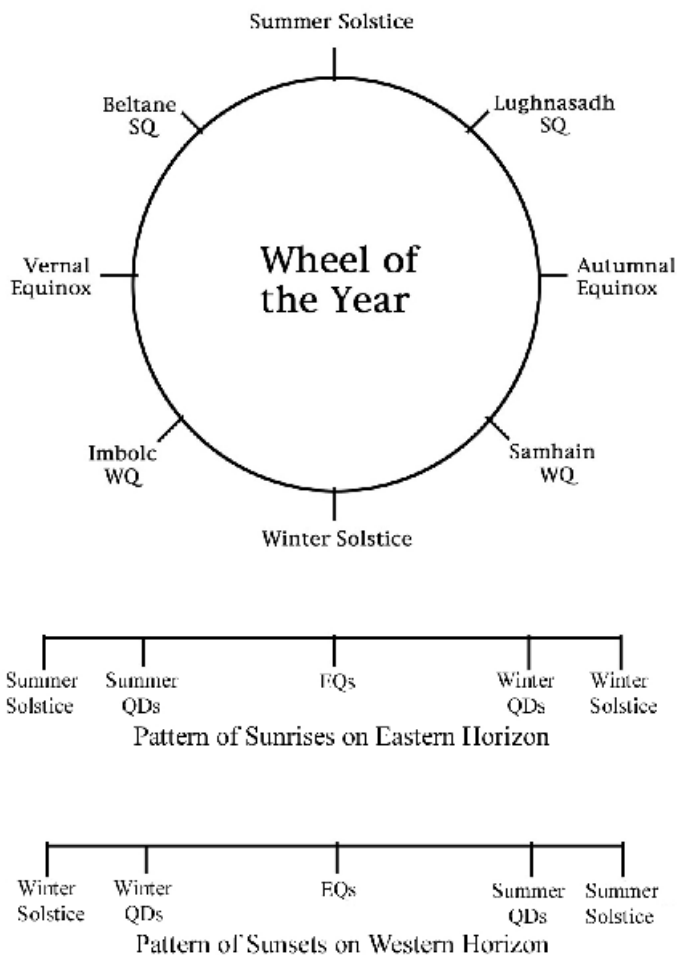 Summer Solstice
Beltane
SQ
Lughnasadh
SQ
Vernal
Equinox
Wheel of
the Year
Autumnal
Equinox
Imbolc
WQ
Samhain
WQ
Winter Solstice
Summer
Solstice
Summer
QDs
EQs
Winter
QDs
Winter
Solstice
Pattern of Sunrises on Eastern Horizon
Winter
Solstice
Winter
QDs
EQs
Summer
QDs
Summer
Solstice
Pattern of Sunsets on Western Horizon